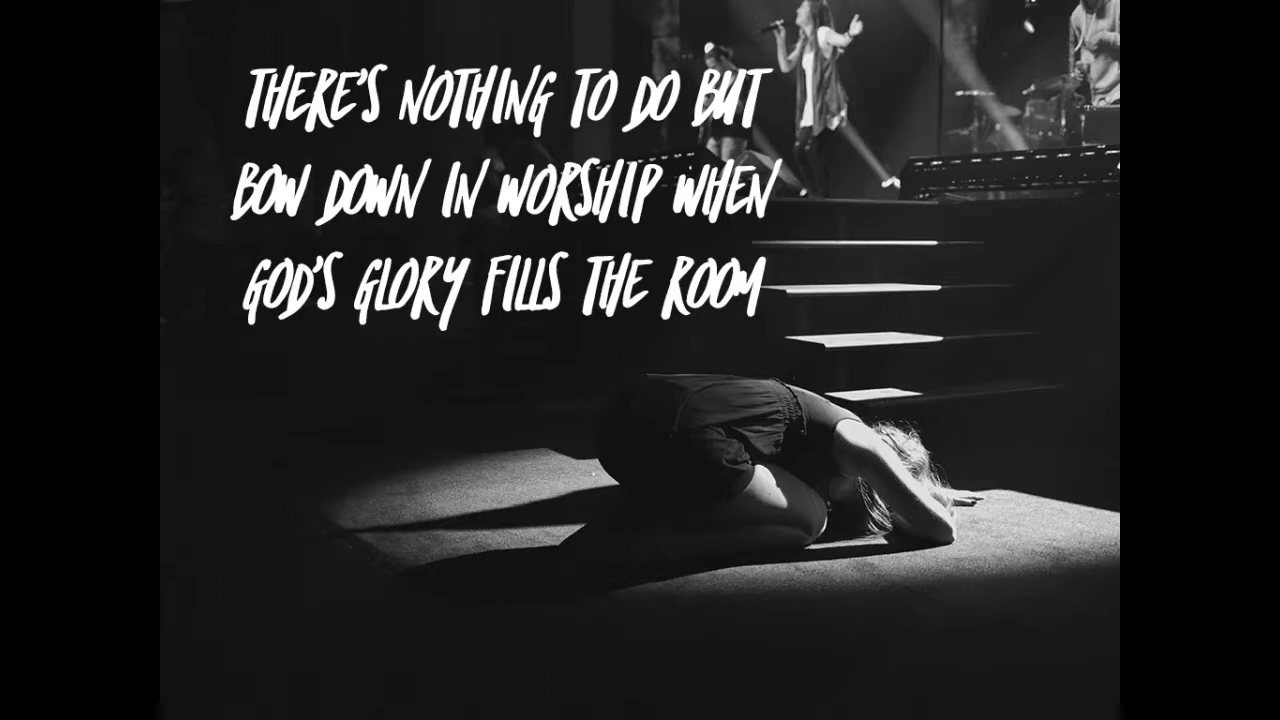 THERE'S NOTHING TO DO BUT
BOW DOWN IN WORSHIP WHEN
GOD'S GLORY FILLS THE ROOM